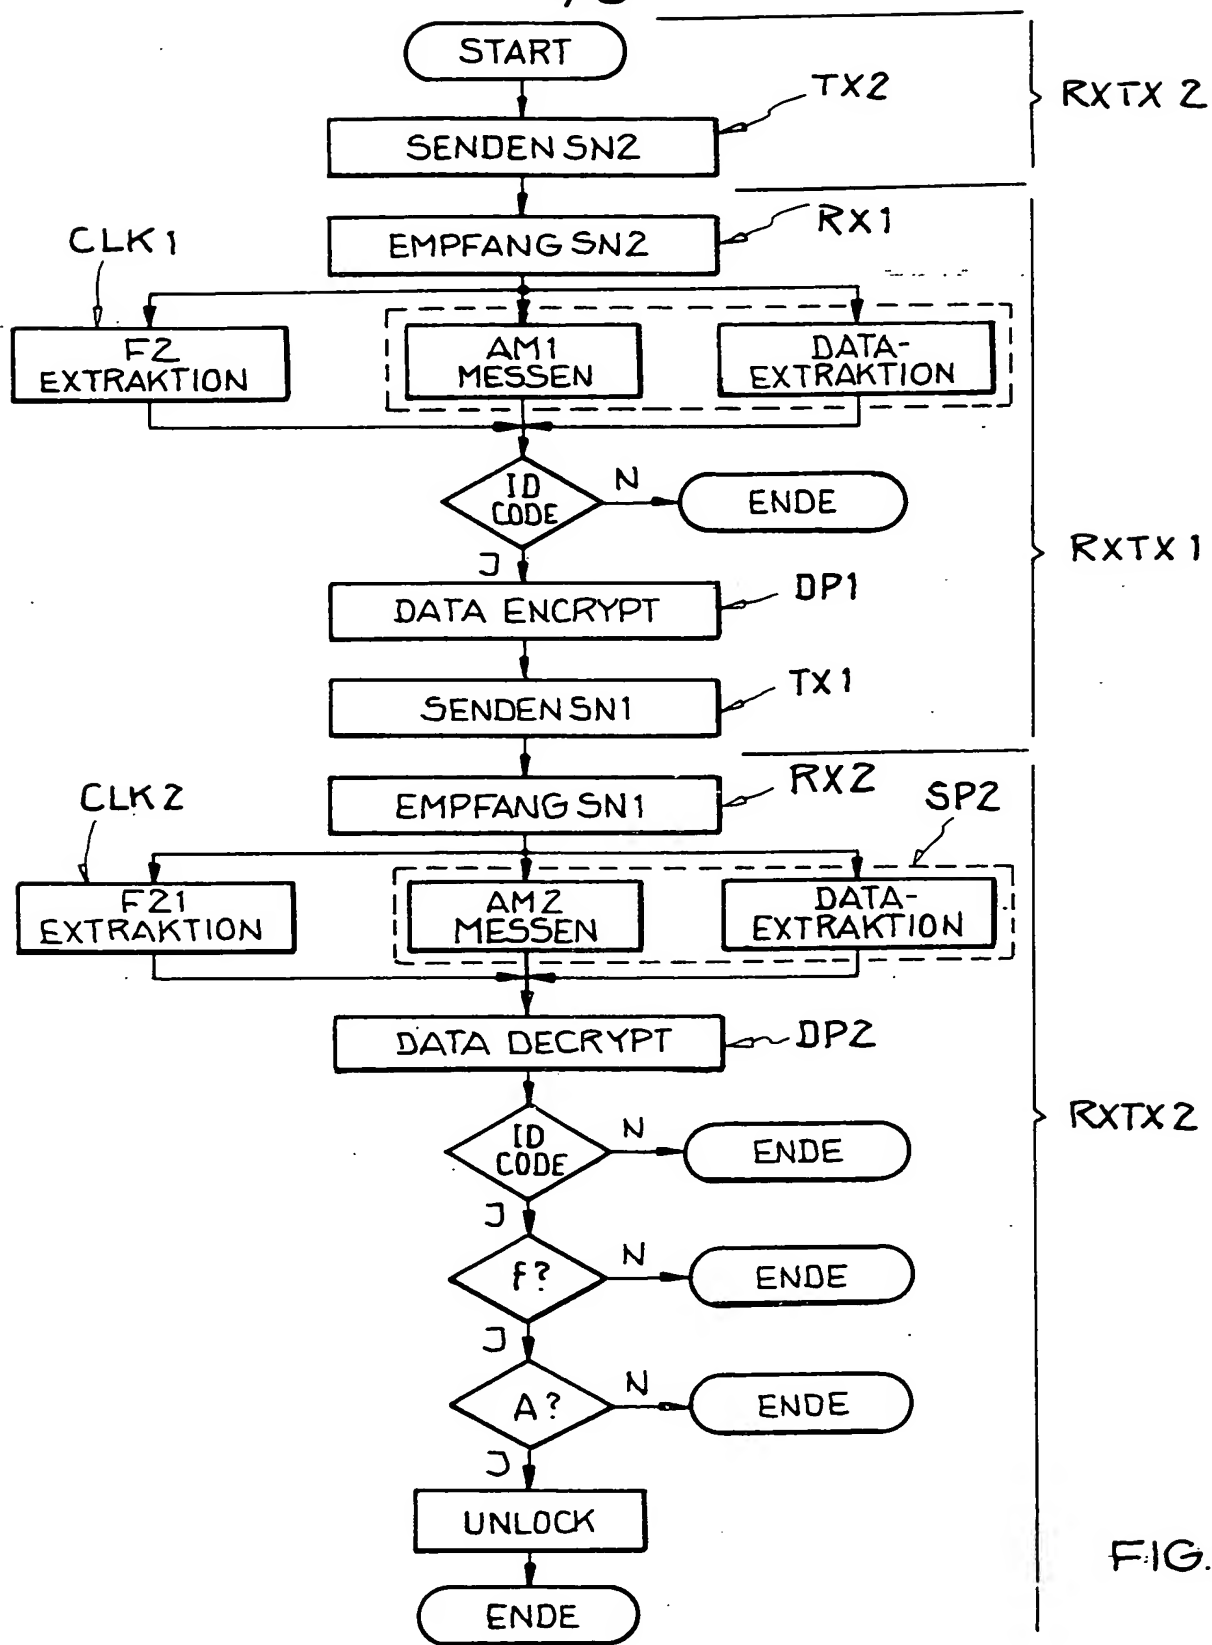 START
TX2
RXTX 2
SENDEN SN2
RX1
EMPFANG SN2
CLK1
F2
EXTRAKTION
AM1
MESSEN
DATA-
EXTRAKTION
ID
CODE
N
ENDE
J
RXTX1
DATA ENCRYPT
DP1
SENDEN SN1
TX1
EMPFANG SN1
RX2
CLK2
SP2
F21
EXTRAKTION
AM2
MESSEN
DATA-
EXTRAKTION
DATA DECRYPT
DP2
RXTX2
ID
CODE
N
ENDE
J
f?
N
ENDE
J
A?
N
ENDE
J
UNLOCK
FIG.
ENDE